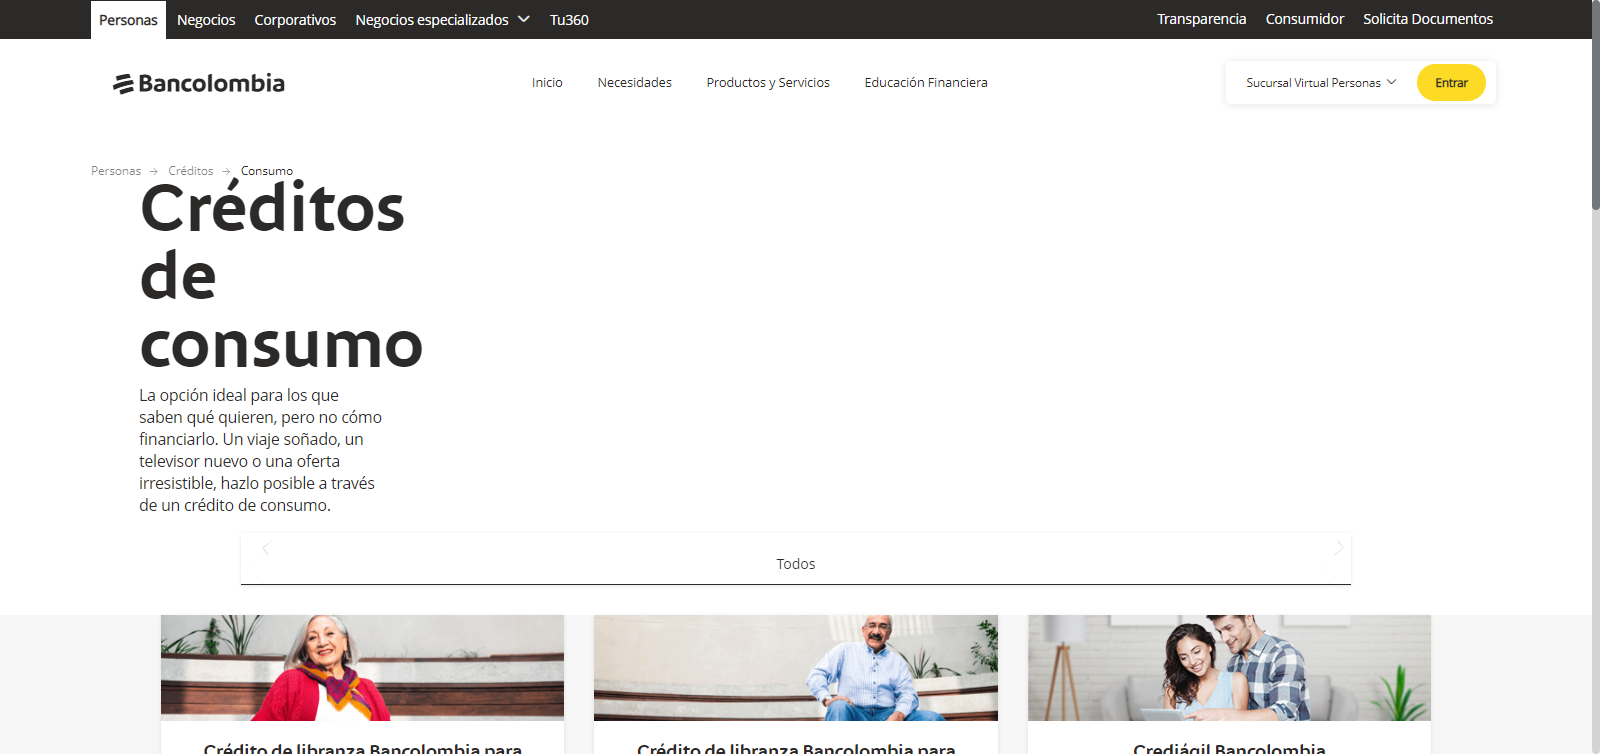 Personas Negocios Corporativos Negocios especializados Tu360 Transparencia Consumidor Solicita Documentos
Bancolombia Inicio Necesidades Productos y Servicios Educación Financiera Sucursal Virtual Personas Entrar
Personas → Créditos → Consumo
Créditos
de
consumo
La opción ideal para los que
saben qué quieren, pero no cómo
financiarlo. Un viaje soñado, un
televisor nuevo o una oferta
irresistible, hazlo posible a través
de un crédito de consumo.
Todos
Crédito de libranza Bancolombia para
Crédito de libranza Bancolombia para
Crediágil Bancolombia